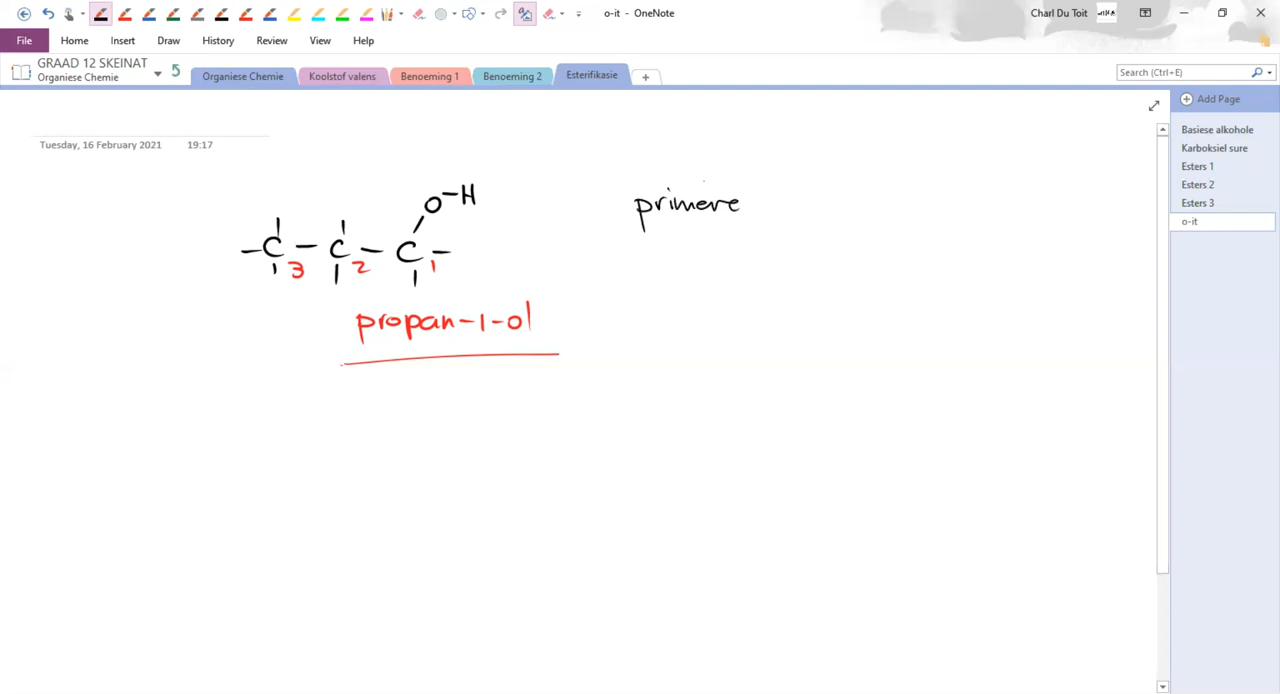 o-it - OneNote
Charl Du Toit
File Home Insert Draw History Review View Help
GRAAD 12 SKEINAT
Organiese Chemie
Organiese Chemie Koolstof valens Benoeming 1 Benoeming 2 Esterifikasie +
Search (Ctrl+E)
Add Page
Basiese alkohole
Karboksiel sure
Esters 1
Esters 2
Esters 3
o-it
Tuesday, 16 February 2021 19:17
O-H
primere
-C-C-C-
3 2 1
propan-1-ol